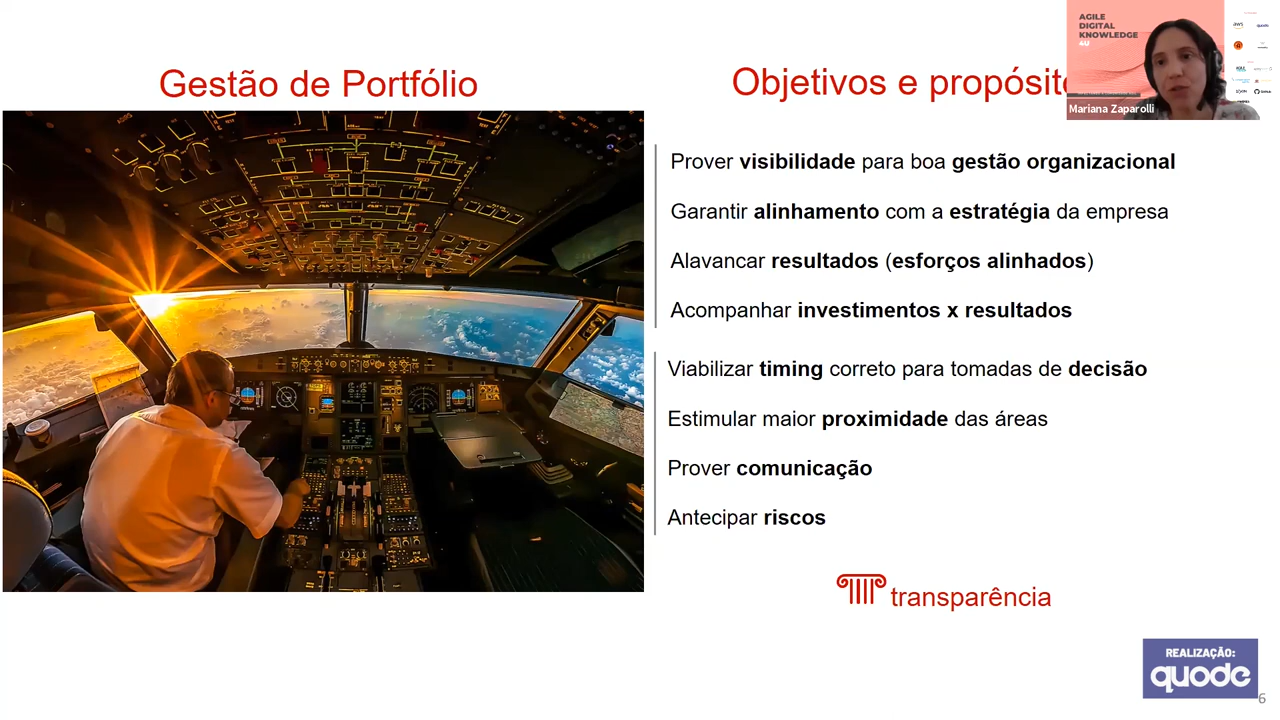 Gestão de Portfólio
Objetivos e propósito
AGILE
DIGITAL
KNOWLEDGE
4U
Mariana Zaparolli
aws
Prover visibilidade para boa gestão organizacional
Garantir alinhamento com a estratégia da empresa
Alavancar resultados (esforços alinhados)
Acompanhar investimentos x resultados
Viabilizar timing correto para tomadas de decisão
Estimular maior proximidade das áreas
Prover comunicação
Antecipar riscos
transparência
REALIZAÇÃO:
quode
6